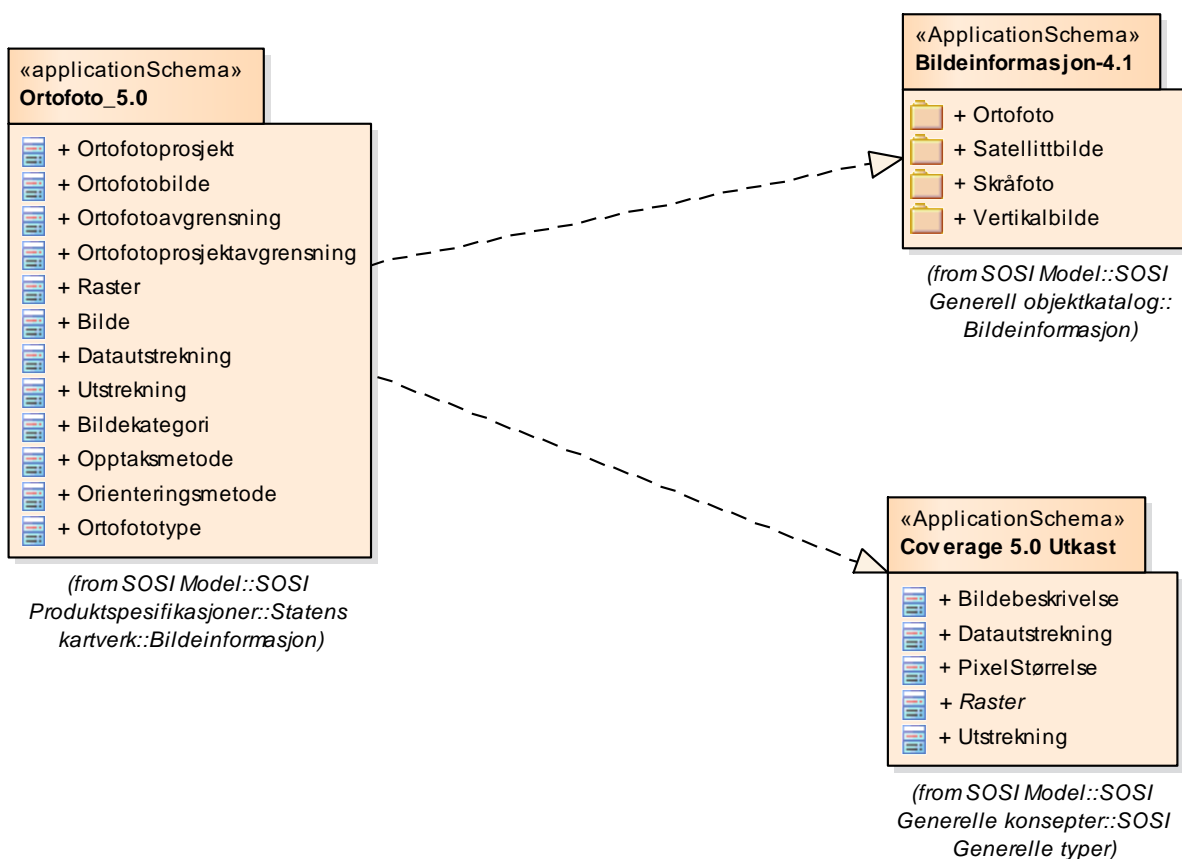 «applicationSchema»
Ortofoto_5.0
+ Ortofotoprosjekt
+ Ortofotobilde
+ Ortofotoavgrensning
+ Ortofotoprosjektavgrensning
+ Raster
+ Bilde
+ Datautstrekning
+ Utstrekning
+ Bildekategori
+ Opptaksmetode
+ Orienteringsmetode
+ Ortofototype
(from SOSI Model::SOSI
Produktspesifikasjoner::Statens
kartverk::Bildeinformasjon)
«ApplicationSchema»
Bildeinformasjon-4.1
+ Ortofoto
+ Satellittbilde
+ Skråfoto
+ Vertikalbilde
(from SOSI Model::SOSI
Generell objektkatalog::
Bildeinformasjon)
«ApplicationSchema»
Coverage 5.0 Utkast
+ Bildebeskrivelse
+ Datautstrekning
+ PixelStørrelse
+ Raster
+ Utstrekning
(from SOSI Model::SOSI
Generelle konsepter::SOSI
Generelle typer)